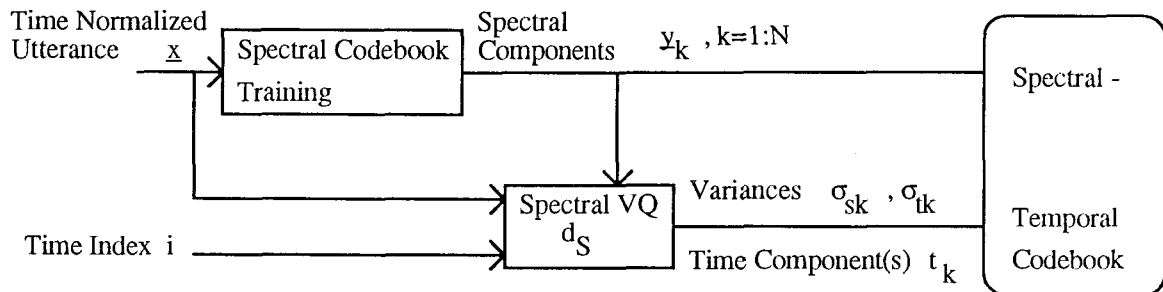 Time Normalized
Utterance x
Spectral Codebook
Training
Spectral
Components
y_k , k=1:N
Spectral -
Spectral VQ
d_S
Variances σ_sk , σ_tk
Time Index i
Time Component(s) t_k
Temporal
Codebook